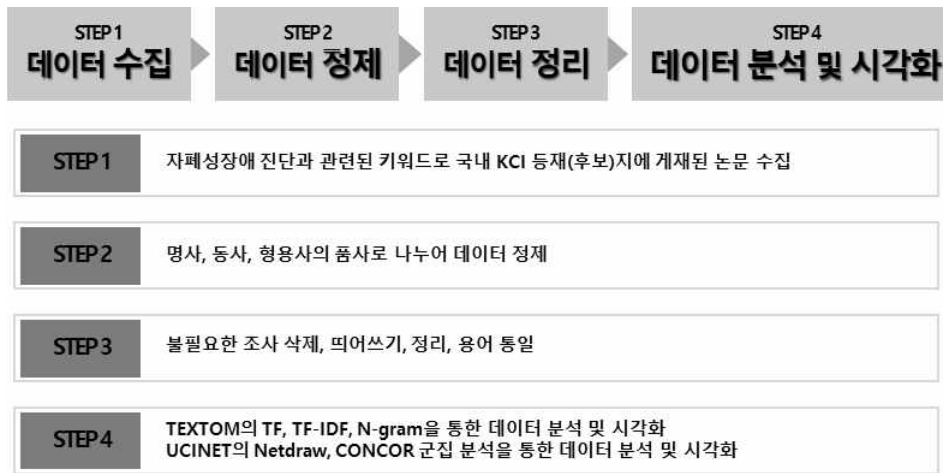 STEP 1
데이터 수집
STEP 2
데이터 정제
STEP 3
데이터 정리
STEP 4
데이터 분석 및 시각화
STEP 1
자폐성장애 진단과 관련된 키워드로 국내 KCI 등재(후보)지에 게재된 논문 수집
STEP 2
명사, 동사, 형용사의 품사로 나누어 데이터 정제
STEP 3
불필요한 조사 삭제, 띄어쓰기, 정리, 용어 통일
STEP 4
TEXTOM의 TF, TF-IDF, N-gram을 통한 데이터 분석 및 시각화
UCINET의 Netdraw, CONCOR 군집 분석을 통한 데이터 분석 및 시각화